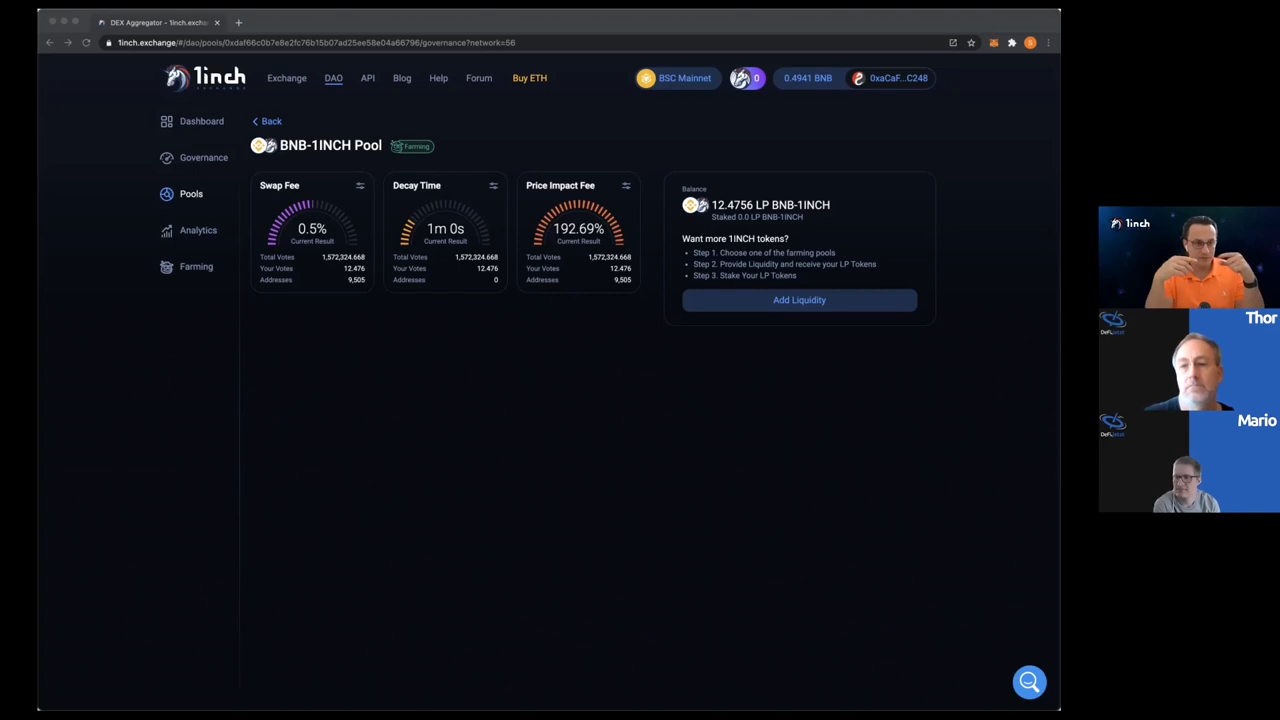 DEX Aggregator - 1inch.excha
1inch.exchange/#/dao/pools/0xdaf66c0b7e8e2fc76b15b07ad25ee58e04a66796/governance?network=56
1inch
EXCHANGE
Exchange
DAO
API
Blog
Help
Forum
Buy ETH
BSC Mainnet
0
0.4941 BNB
0xaCaF...C248
Dashboard
Governance
Pools
Analytics
Farming
Back
BNB-1INCH Pool
Farming
Swap Fee
0.5%
Current Result
Total Votes 1,572,324.668
Your Votes 12.476
Addresses 9,505
Decay Time
1m 0s
Current Result
Total Votes 1,572,324.668
Your Votes 12.476
Addresses 0
Price Impact Fee
192.69%
Current Result
Total Votes 1,572,324.668
Your Votes 12.476
Addresses 9,505
Balance
12.4756 LP BNB-1INCH
Staked 0.0 LP BNB-1INCH
Want more 1INCH tokens?
Step 1. Choose one of the farming pools
Step 2. Provide Liquidity and receive your LP Tokens
Step 3. Stake Your LP Tokens
Add Liquidity
1inch
Thor
Mario